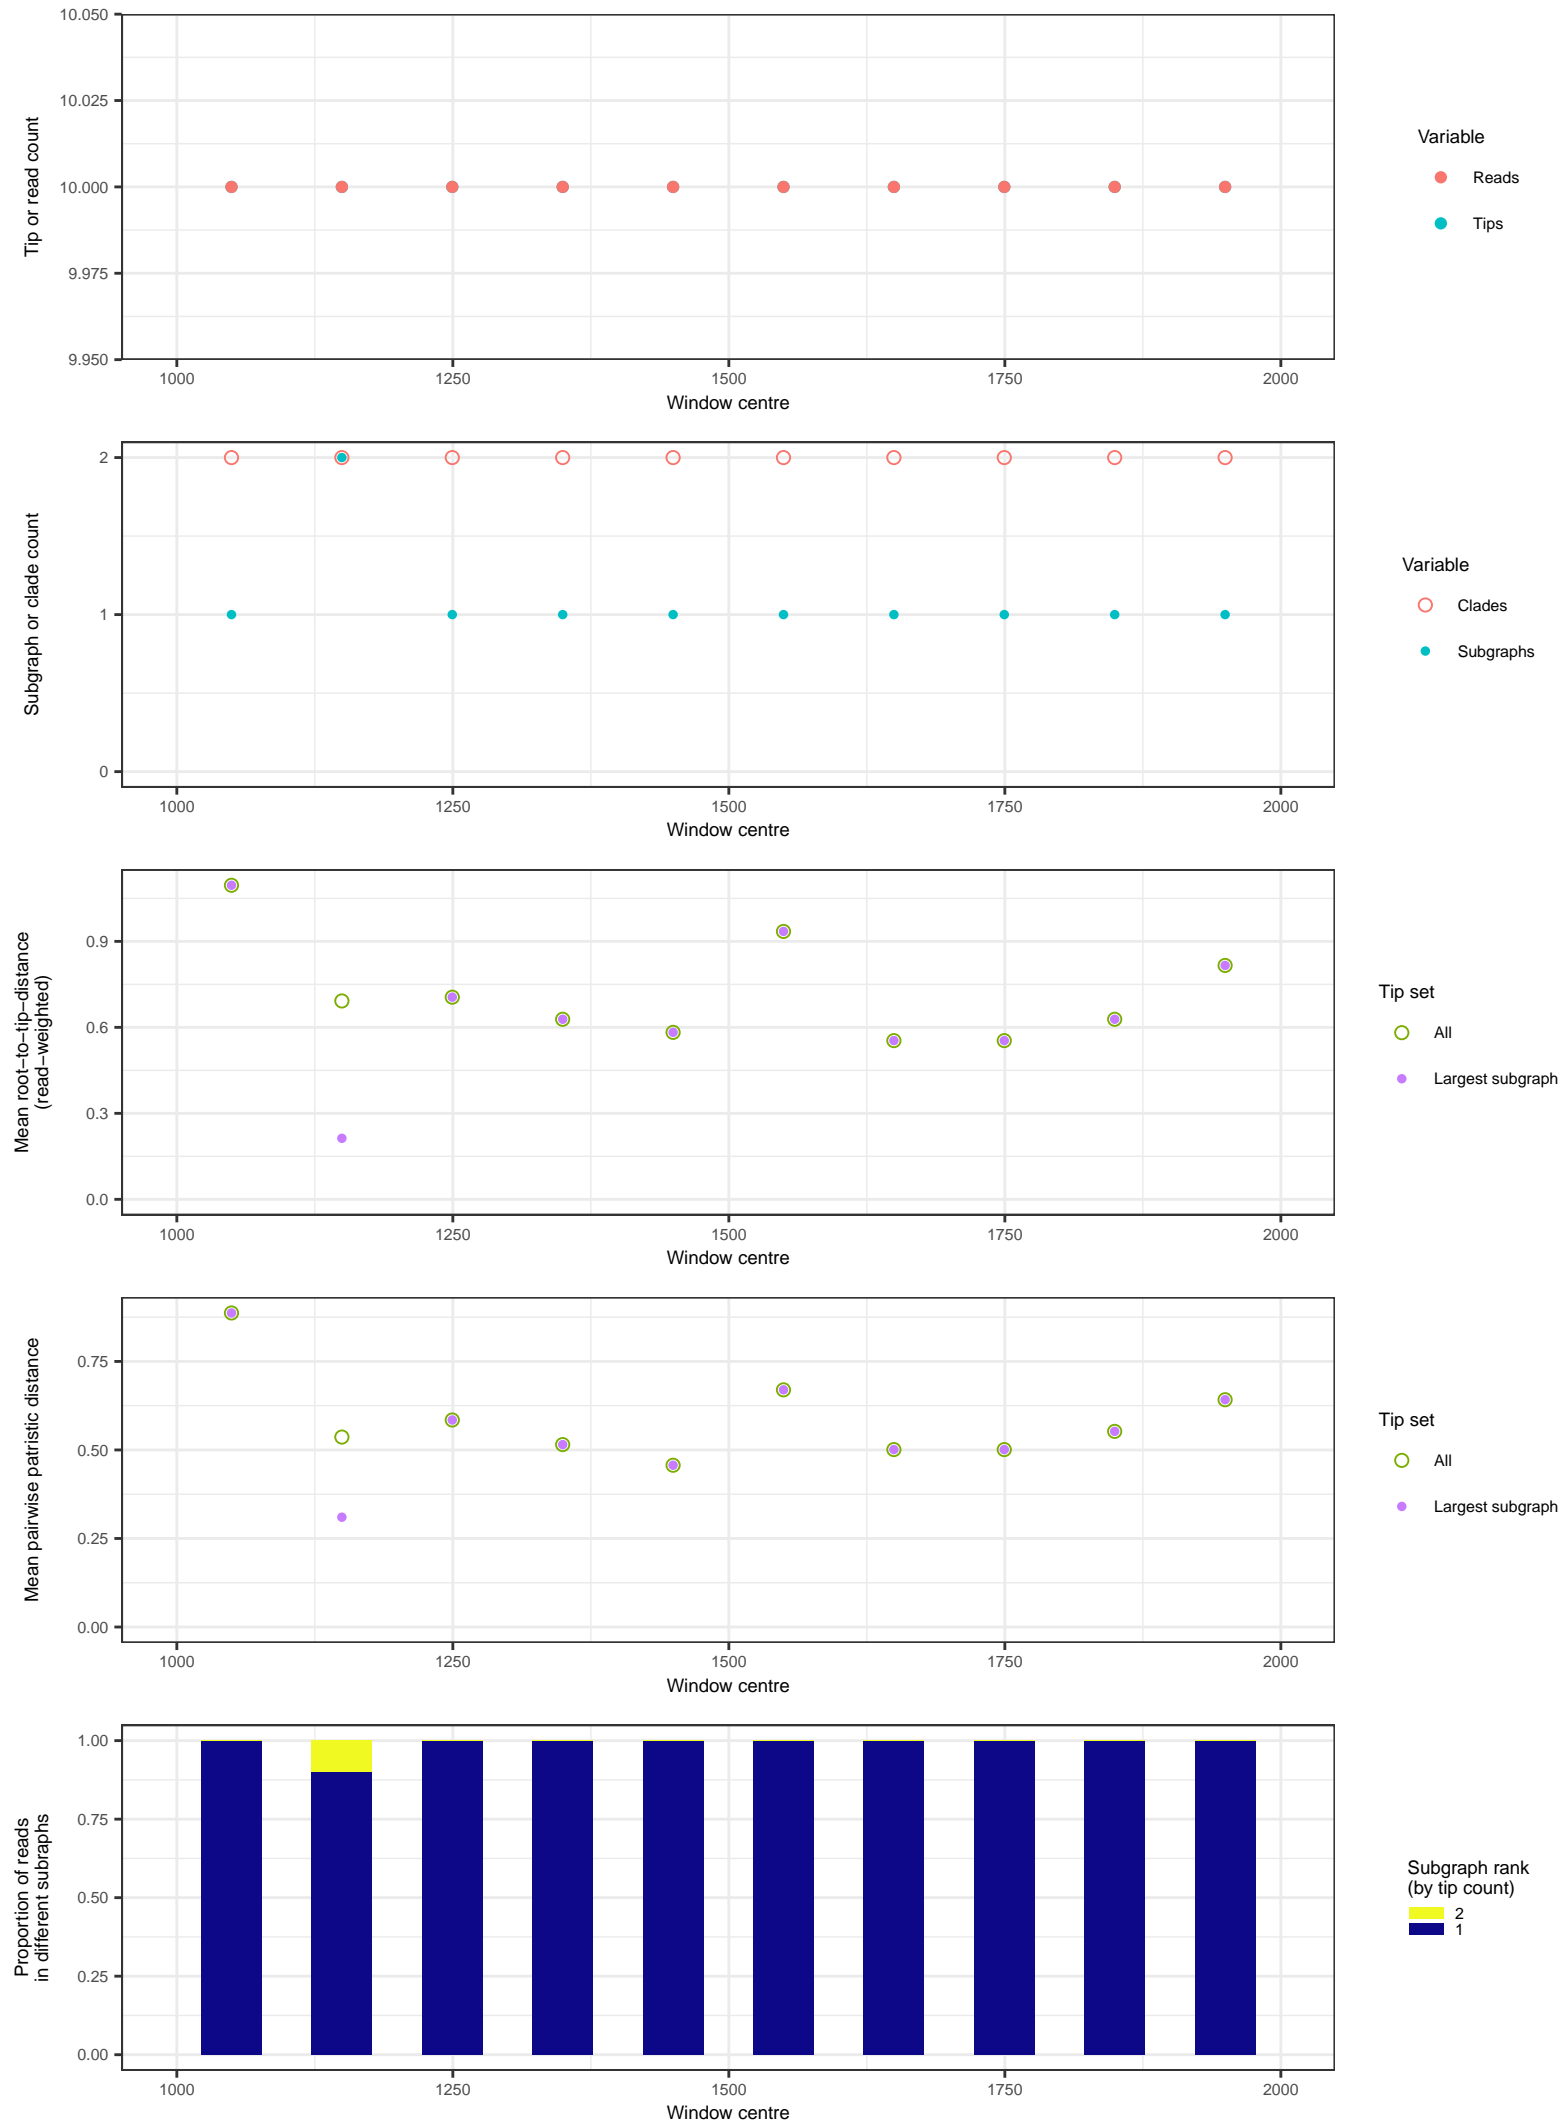 10.050
10.025
10.000
9.975
9.950
Tip or read count
1000 1250 1500 1750 2000
Window centre
Variable
Reads
Tips
2
1
0
Subgraph or clade count
1000 1250 1500 1750 2000
Window centre
Variable
Clades
Subgraphs
0.9
0.6
0.3
0.0
Mean root−to−tip−distance
(read−weighted)
1000 1250 1500 1750 2000
Window centre
Tip set
All
Largest subgraph
0.75
0.50
0.25
0.00
Mean pairwise patristic distance
1000 1250 1500 1750 2000
Window centre
Tip set
All
Largest subgraph
1.00
0.75
0.50
0.25
0.00
Proportion of reads
in different subraphs
1000 1250 1500 1750 2000
Window centre
Subgraph rank
(by tip count)
2
1